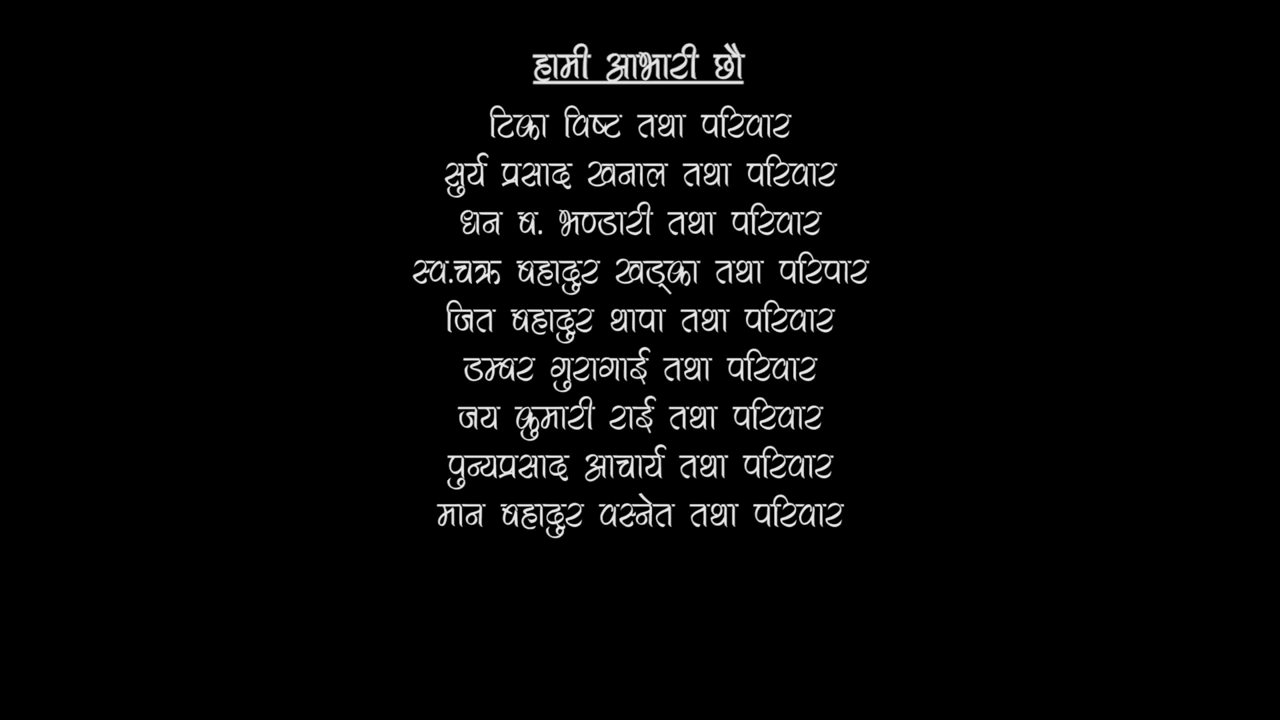 हामी आभारी छौ
टिका विष्ट तथा परिवार
सुर्य प्रसाद खनाल तथा परिवार
धन ब. भण्डारी तथा परिवार
स्व.चक्र बहादुर खड्का तथा परिपार
जित बहादुर थापा तथा परिवार
डम्बर गुरागाई तथा परिवार
जय कुमारी राई तथा परिवार
पुन्यप्रसाद आचार्य तथा परिवार
मान बहादुर वस्नेत तथा परिवार